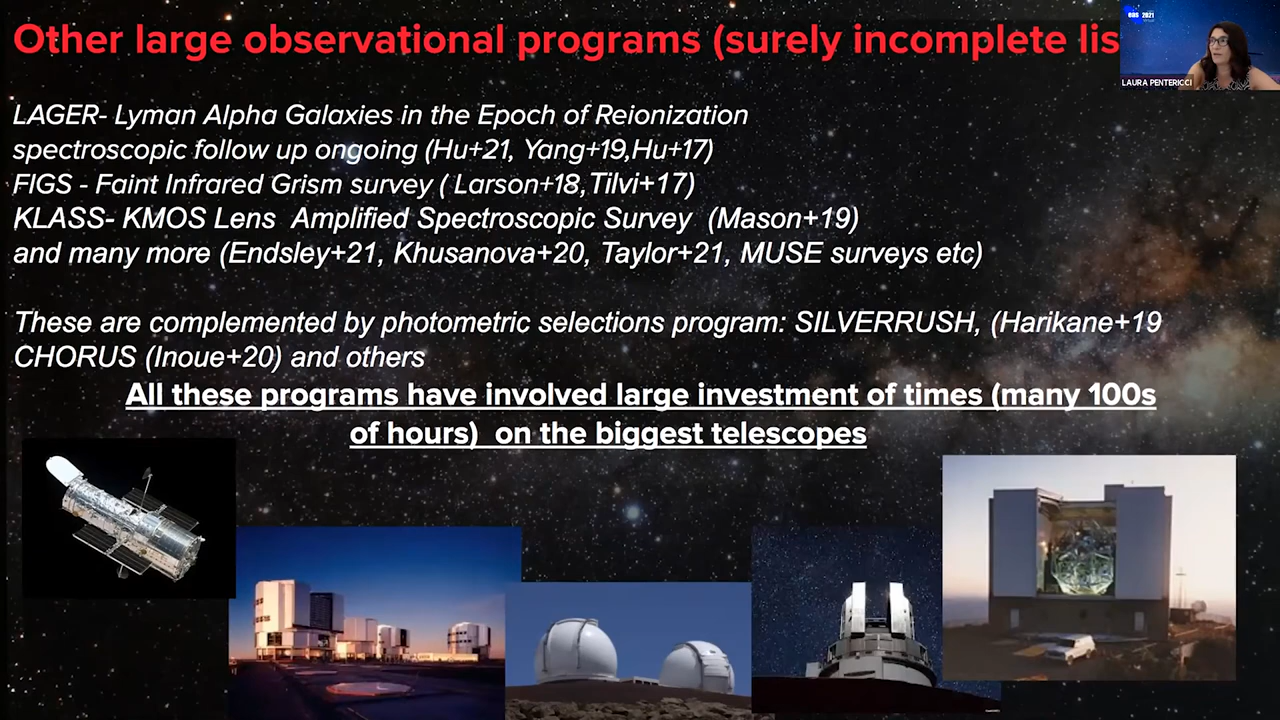 Other large observational programs (surely incomplete lis
EAS 2021
LAURA PENTERICCI
LAGER- Lyman Alpha Galaxies in the Epoch of Reionization
spectroscopic follow up ongoing (Hu+21, Yang+19,Hu+17)
FIGS - Faint Infrared Grism survey ( Larson+18,Tilvi+17)
KLASS- KMOS Lens Amplified Spectroscopic Survey (Mason+19)
and many more (Endsley+21, Khusanova+20, Taylor+21, MUSE surveys etc)
These are complemented by photometric selections program: SILVERRUSH, (Harikane+19
CHORUS (Inoue+20) and others
All these programs have involved large investment of times (many 100s
of hours) on the biggest telescopes